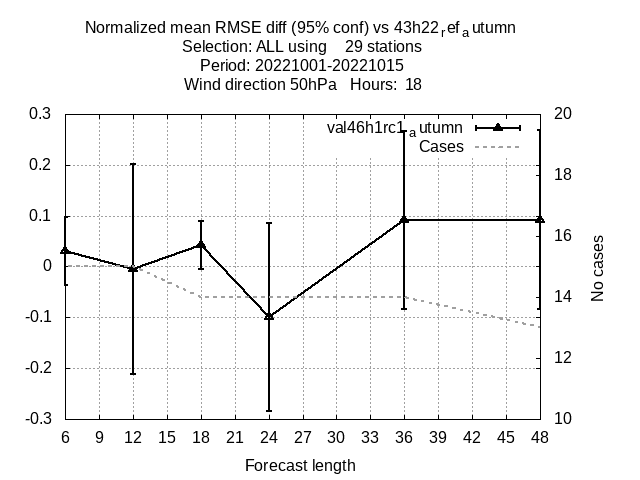 Normalized mean RMSE diff (95% conf) vs 43h22refautumn
Selection: ALL using 29 stations
Period: 20221001-20221015
Wind direction 50hPa Hours: 18
val46h1rc1autumn
Cases
0.3
0.2
0.1
0
-0.1
-0.2
-0.3
20
18
16
14
12
10
No cases
6 9 12 15 18 21 24 27 30 33 36 39 42 45 48
Forecast length